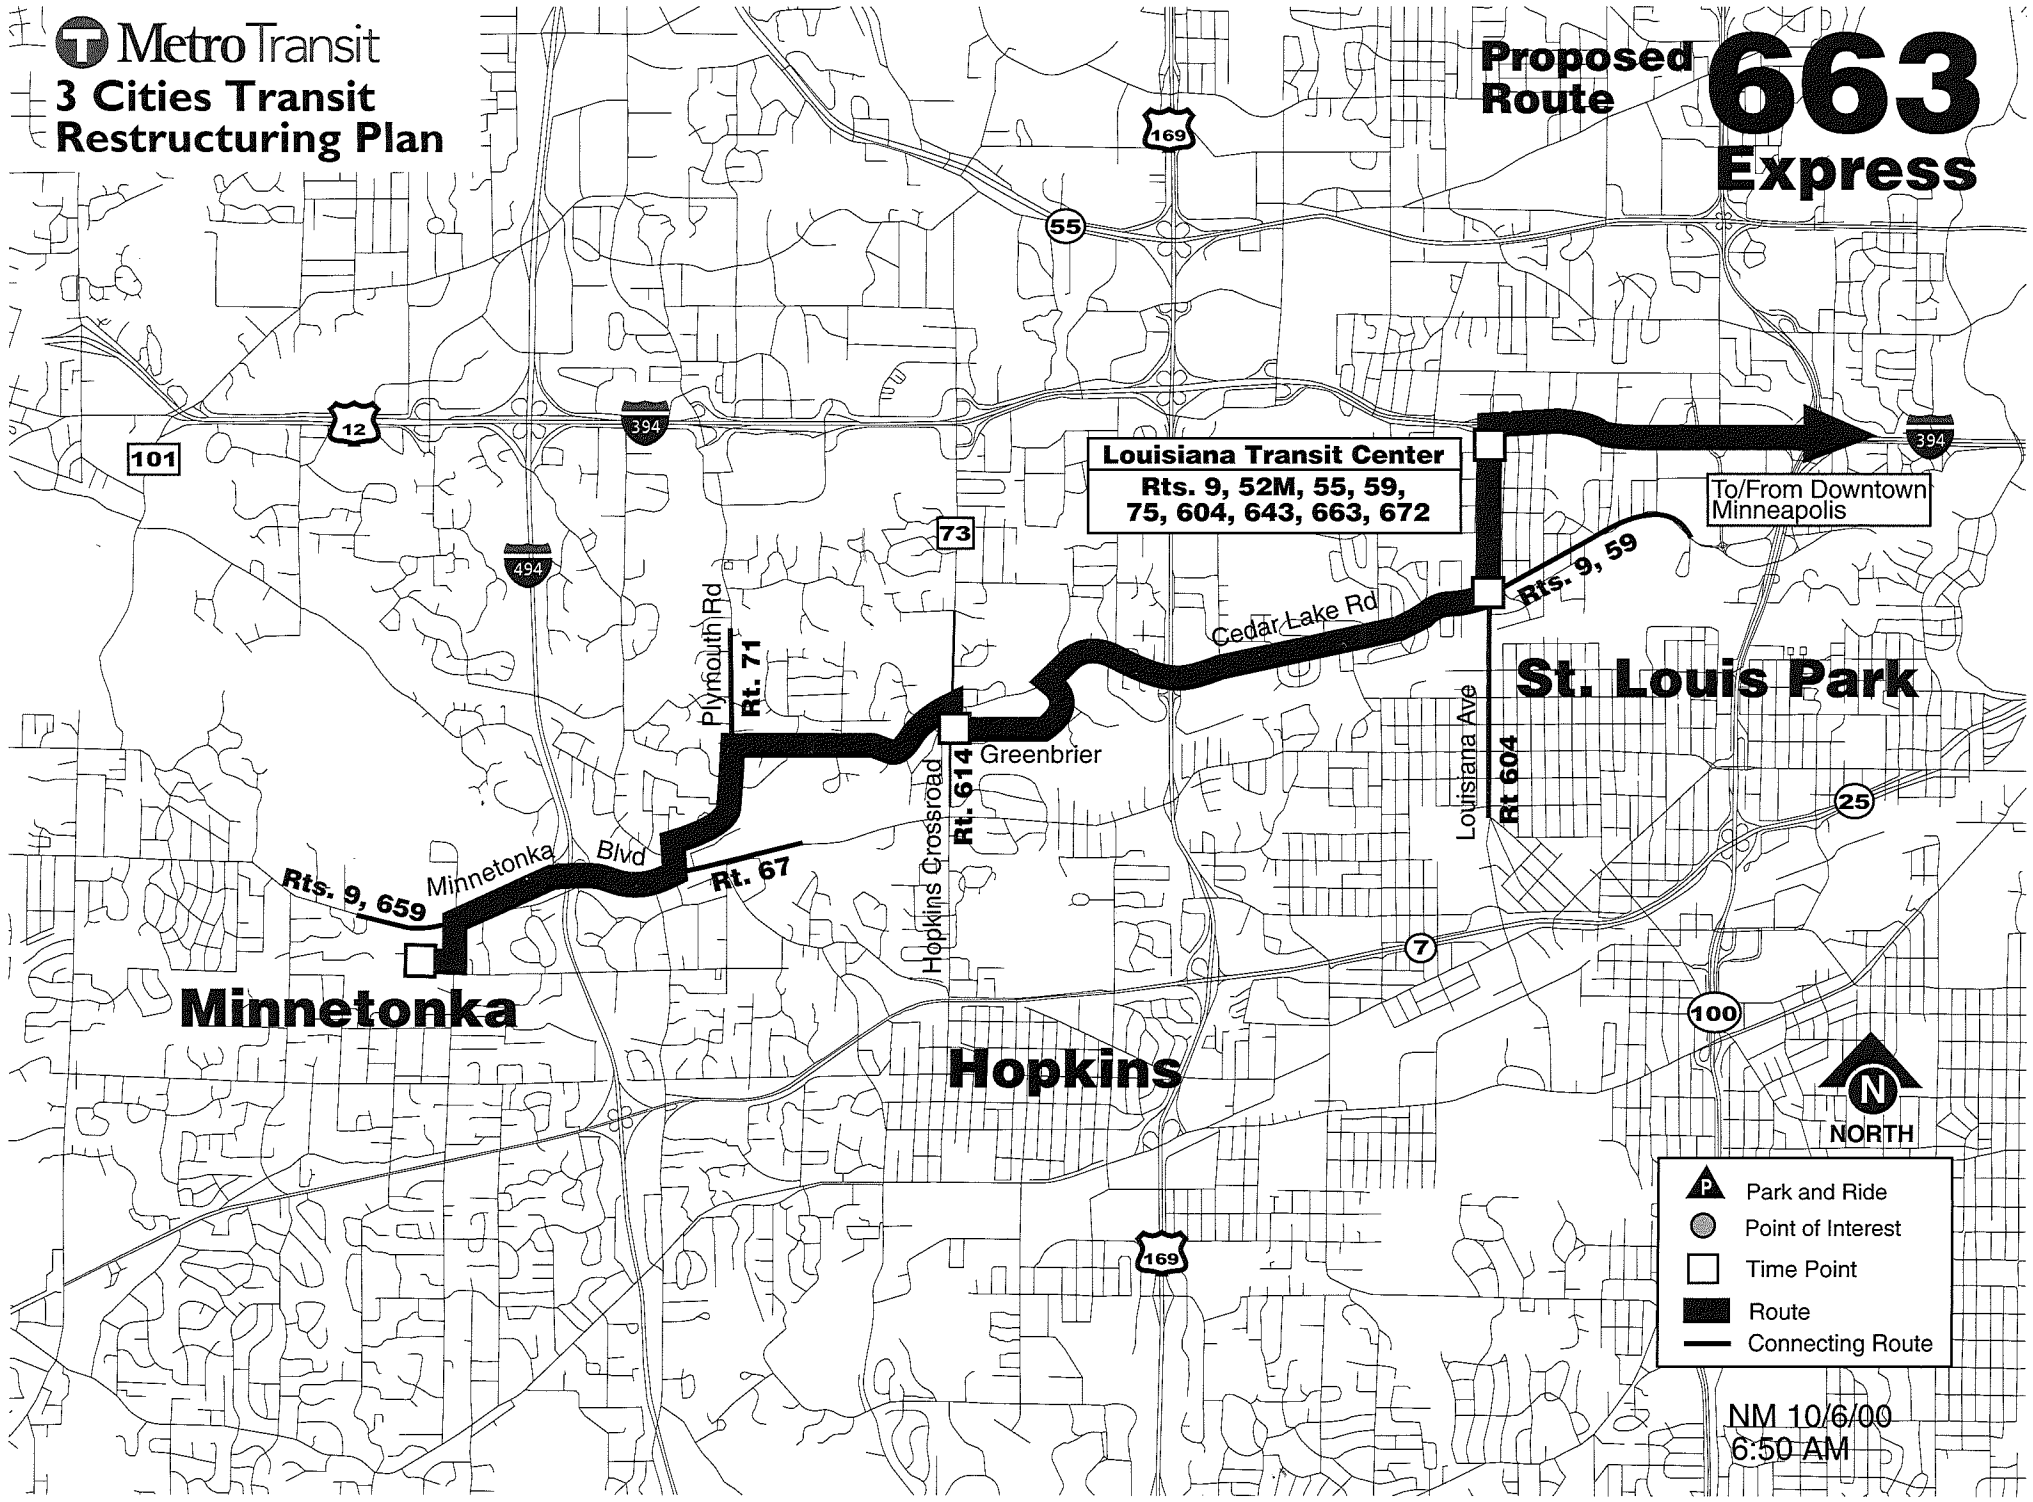 T MetroTransit
3 Cities Transit
Restructuring Plan
Proposed
Route
663
Express
169
55
12
394
101
394
Louisiana Transit Center
Rts. 9, 52M, 55, 59,
75, 604, 643, 663, 672
To/From Downtown
Minneapolis
73
494
Rts. 9, 59
Plymouth Rd
Rt. 71
Cedar Lake Rd
St. Louis Park
Louisiana Ave
Rt 604
Greenbrier
Hopkins Crossroad
Rt. 614
25
Minnetonka Blvd
Rt. 67
Rts. 9, 659
7
Minnetonka
100
Hopkins
N
NORTH
169
P Park and Ride
Point of Interest
Time Point
Route
Connecting Route
NM 10/6/00
6:50 AM